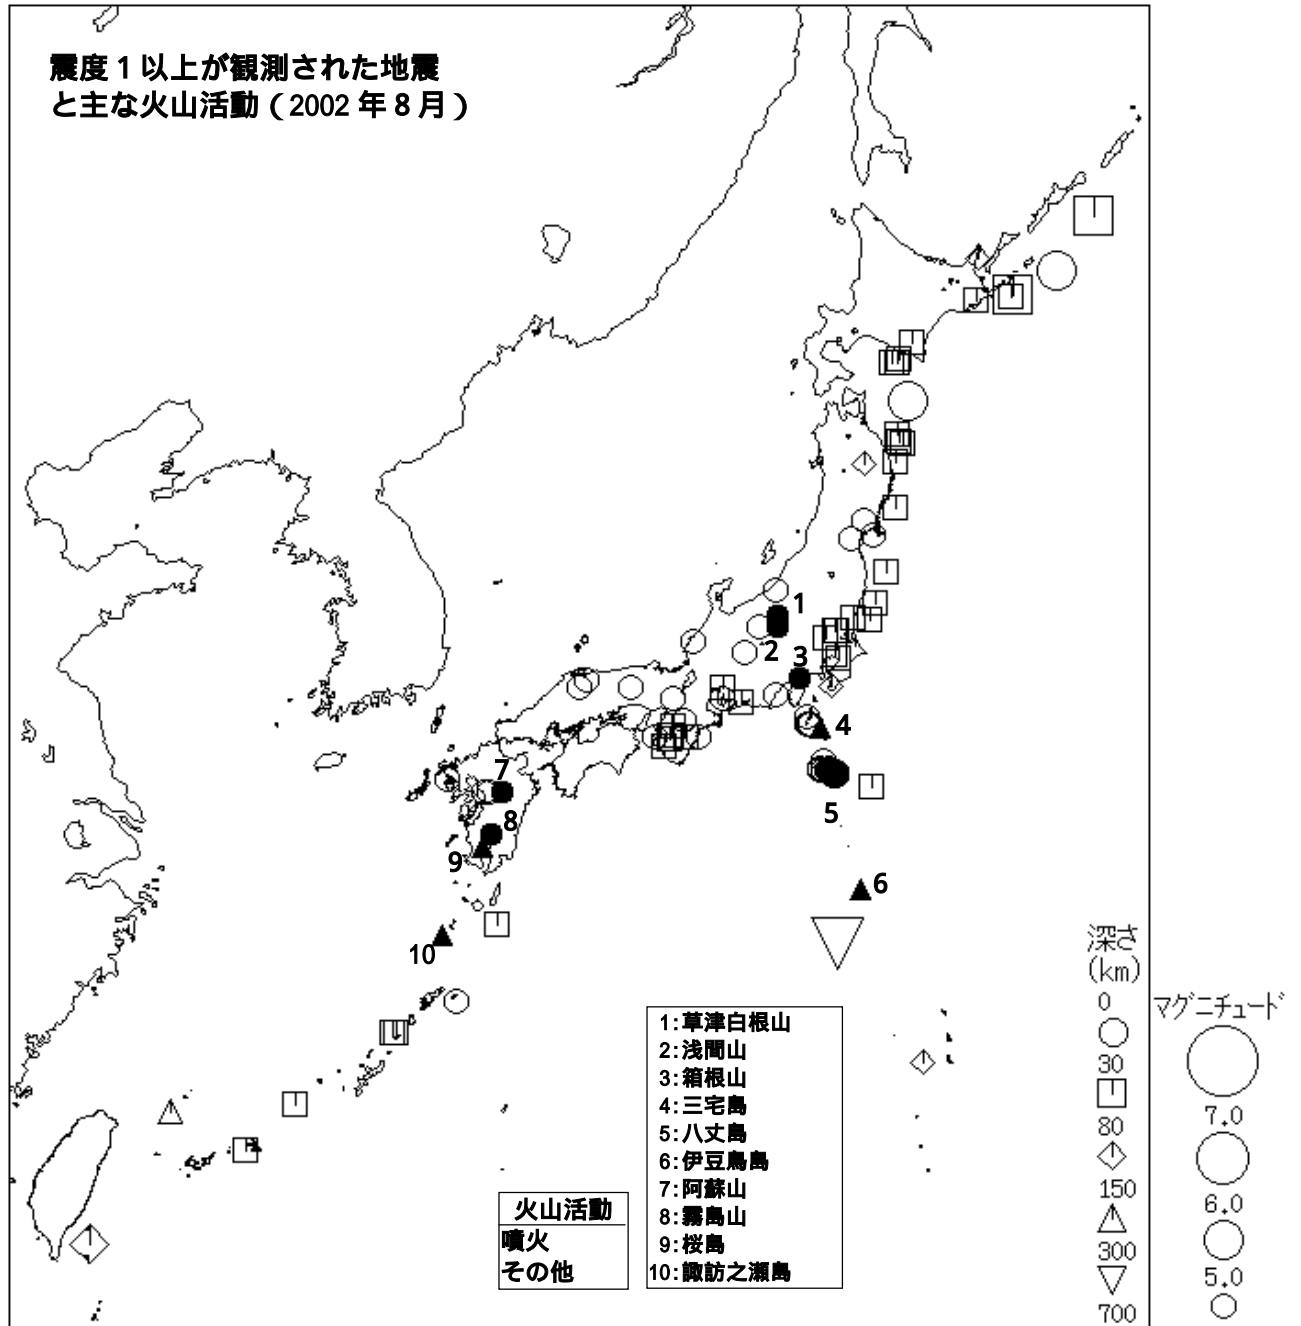 震度１以上が観測された地震
と主な火山活動（2002 年８月）
1
2
3
4
5
6
7
8
9
10
1:草津白根山
2:浅間山
3:箱根山
4:三宅島
5:八丈島
6:伊豆鳥島
7:阿蘇山
8:霧島山
9:桜島
10:諏訪之瀬島
火山活動
噴火
その他
深さ
(km)
0
30
80
150
300
700
マグニチュード
7.0
6.0
5.0